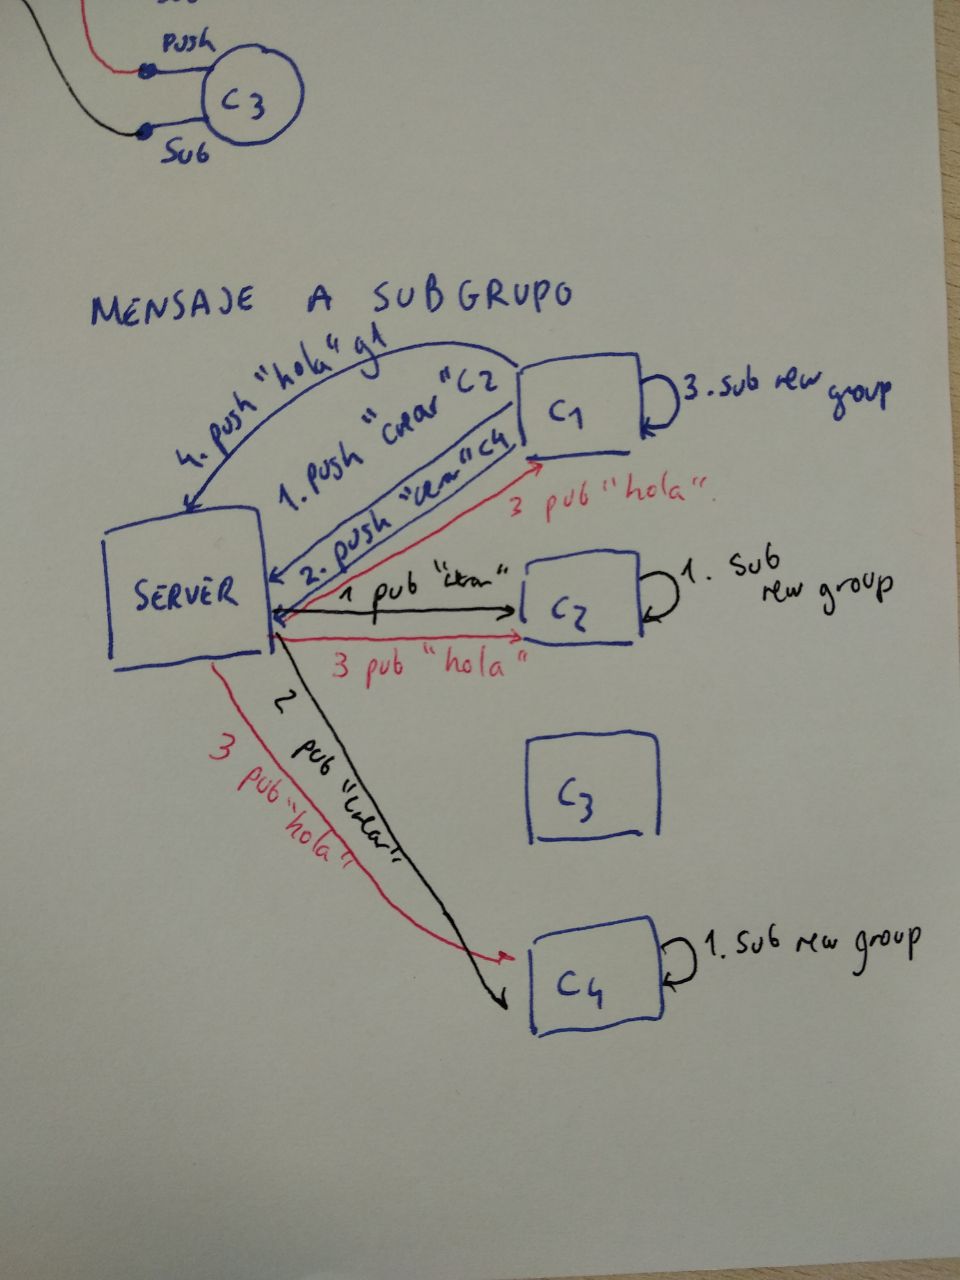 Push
C3
Sub
MENSAJE A SUBGRUPO
4. push "hola" g1
1. push "crear" C2
2. push "crear" C4
C1
3. sub new
group
3 pub "hola".
SERVER
1 pub "crear"
C2
1. Sub
new group
3 pub "hola"
2 pub "crear"
3 pub "hola"
C3
C4
1. Sub new group